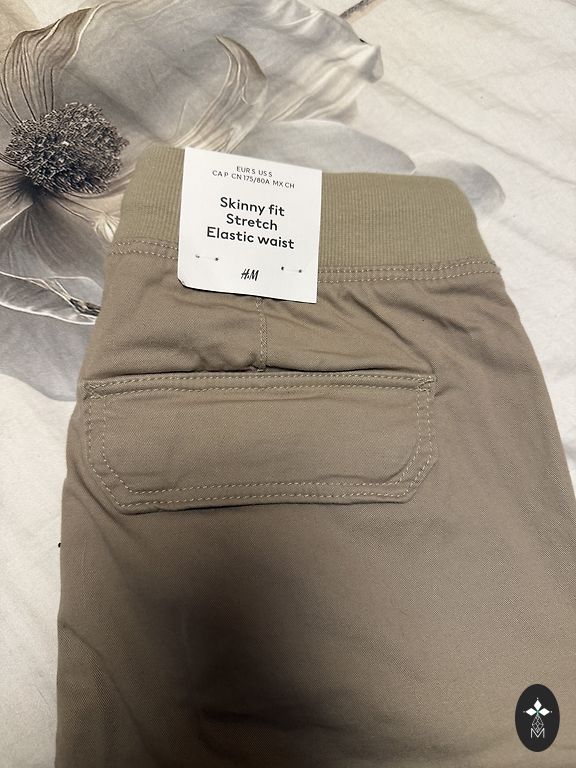 EUR S US S
CA P CN 175/80A MX CH
Skinny fit
Stretch
Elastic waist
H&M
M